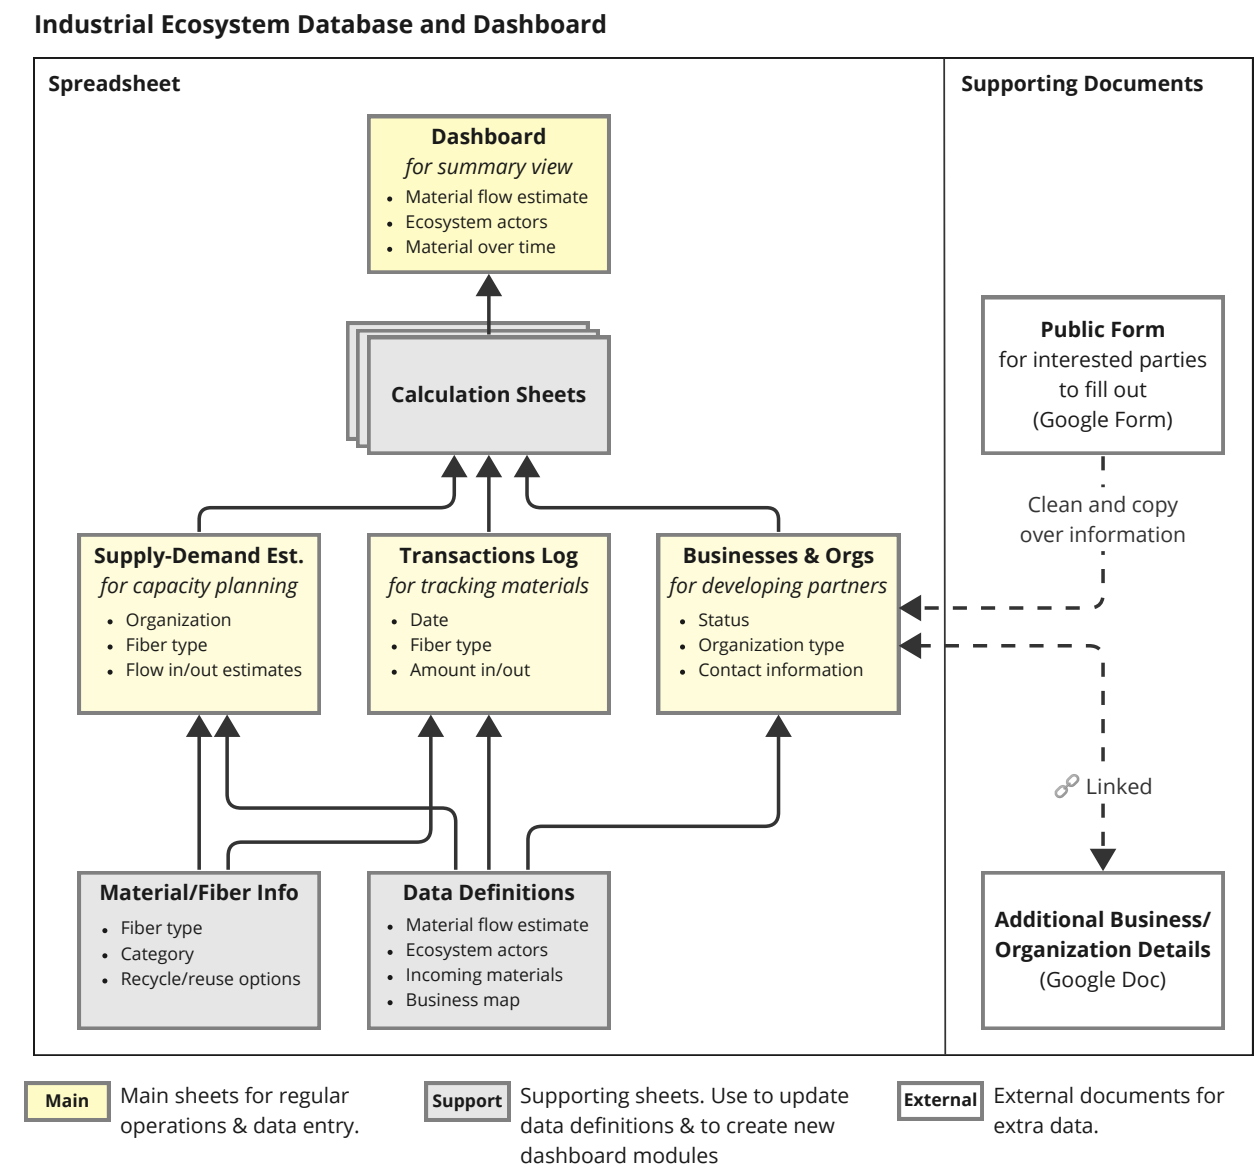 Industrial Ecosystem Database and Dashboard
Spreadsheet
Supporting Documents
Dashboard
for summary view
• Material flow estimate
• Ecosystem actors
• Material over time
Calculation Sheets
Public Form
for interested parties
to fill out
(Google Form)
Clean and copy
over information
Supply-Demand Est.
for capacity planning
• Organization
• Fiber type
• Flow in/out estimates
Transactions Log
for tracking materials
• Date
• Fiber type
• Amount in/out
Businesses & Orgs
for developing partners
• Status
• Organization type
• Contact information
Linked
Material/Fiber Info
• Fiber type
• Category
• Recycle/reuse options
Data Definitions
• Material flow estimate
• Ecosystem actors
• Incoming materials
• Business map
Additional Business/
Organization Details
(Google Doc)
Main
Main sheets for regular
operations & data entry.
Support
Supporting sheets. Use to update
data definitions & to create new
dashboard modules
External
External documents for
extra data.